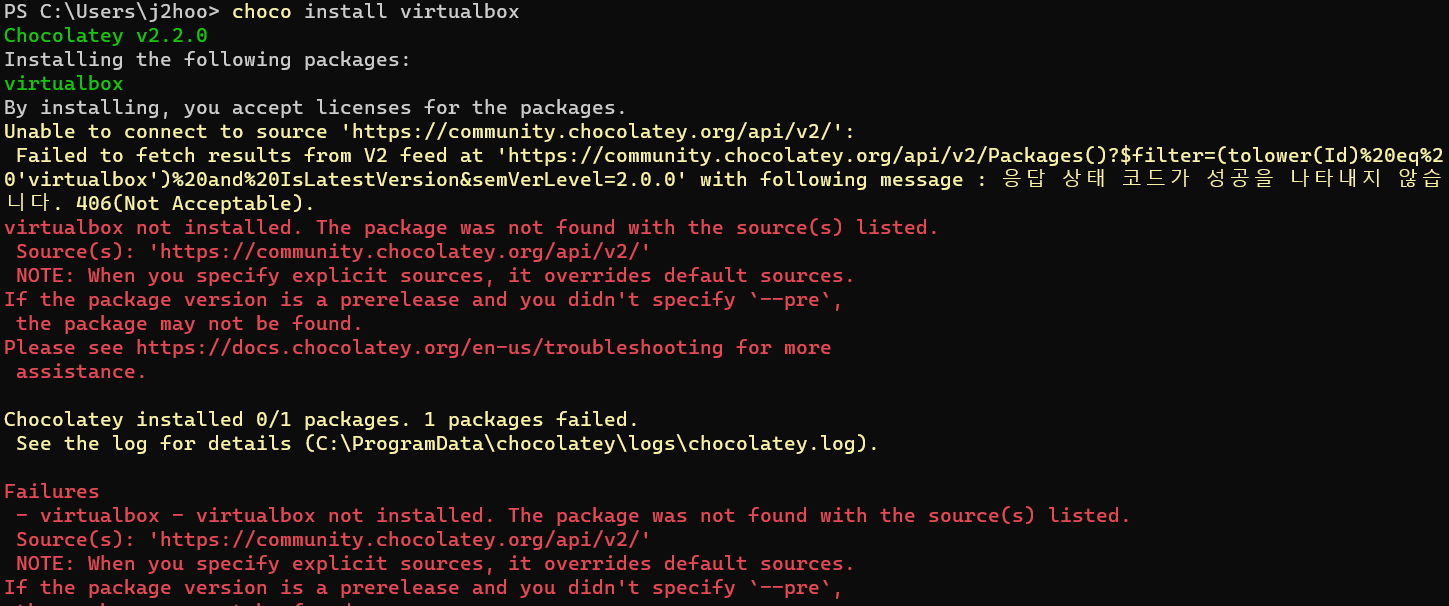 PS C:\Users\j2hoo> choco install virtualbox
Chocolatey v2.2.0
Installing the following packages:
virtualbox
By installing, you accept licenses for the packages.
Unable to connect to source 'https://community.chocolatey.org/api/v2/':
 Failed to fetch results from V2 feed at 'https://community.chocolatey.org/api/v2/Packages()?$filter=(tolower(Id)%20eq%2
0'virtualbox')%20and%20IsLatestVersion&semVerLevel=2.0.0' with following message : 응답 상태 코드가 성공을 나타내지 않습
니다. 406(Not Acceptable).
virtualbox not installed. The package was not found with the source(s) listed.
 Source(s): 'https://community.chocolatey.org/api/v2/'
 NOTE: When you specify explicit sources, it overrides default sources.
If the package version is a prerelease and you didn't specify `--pre`,
 the package may not be found.
Please see https://docs.chocolatey.org/en-us/troubleshooting for more
 assistance.
Chocolatey installed 0/1 packages. 1 packages failed.
 See the log for details (C:\ProgramData\chocolatey\logs\chocolatey.log).
Failures
 - virtualbox - virtualbox not installed. The package was not found with the source(s) listed.
 Source(s): 'https://community.chocolatey.org/api/v2/'
 NOTE: When you specify explicit sources, it overrides default sources.
If the package version is a prerelease and you didn't specify `--pre`,